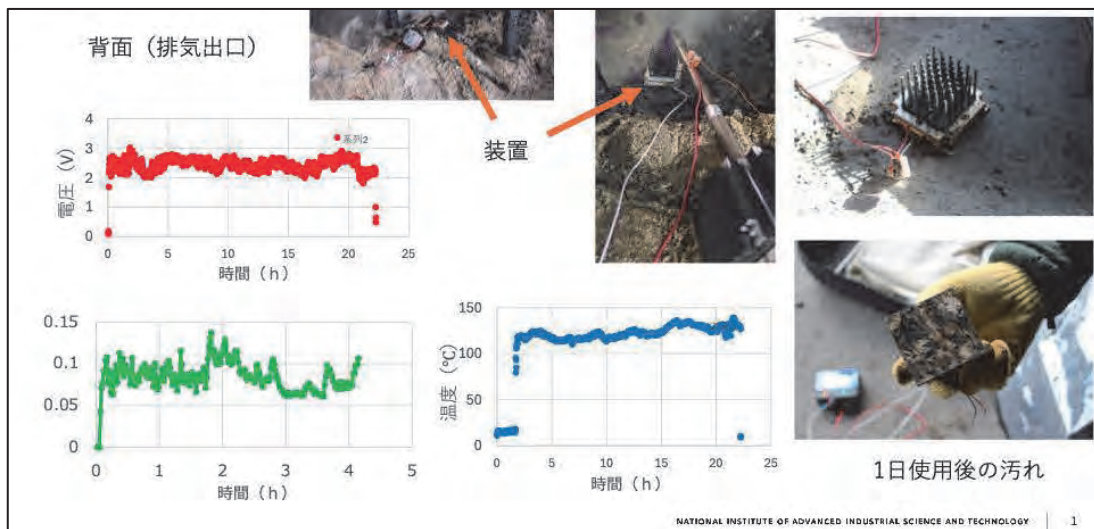 背面（排気出口）
装置
4
3
2
1
0
電圧（V）
系列2
0 5 10 15 20 25
時間（h）
0.15
0.1
0.05
0
0 1 2 3 4 5
時間（h）
150
100
50
0
温度（℃）
0 5 10 15 20 25
時間（h）
1日使用後の汚れ
NATIONAL INSTITUTE OF ADVANCED INDUSTRIAL SCIENCE AND TECHNOLOGY 1